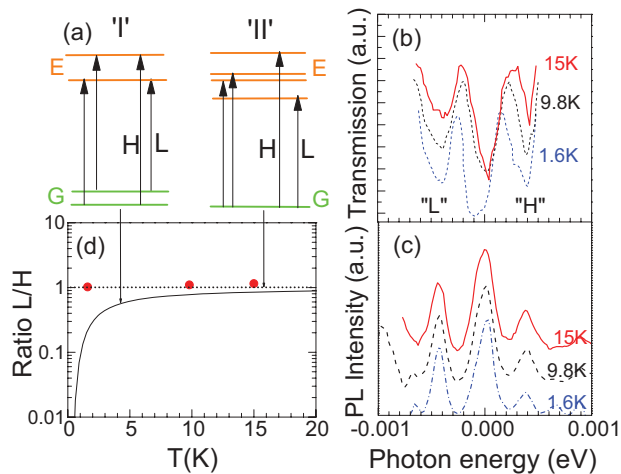 (a)
'I'
'II'
E
E
H
L
H
L
G
G
(b)
Transmission (a.u.)
15K
9.8K
1.6K
"L"
"H"
(d)
Ratio L/H
10
1
0.1
0.01
0
5
10
15
20
T(K)
(c)
PL Intensity (a.u.)
15K
9.8K
1.6K
-0.001
0.000
0.001
Photon energy (eV)